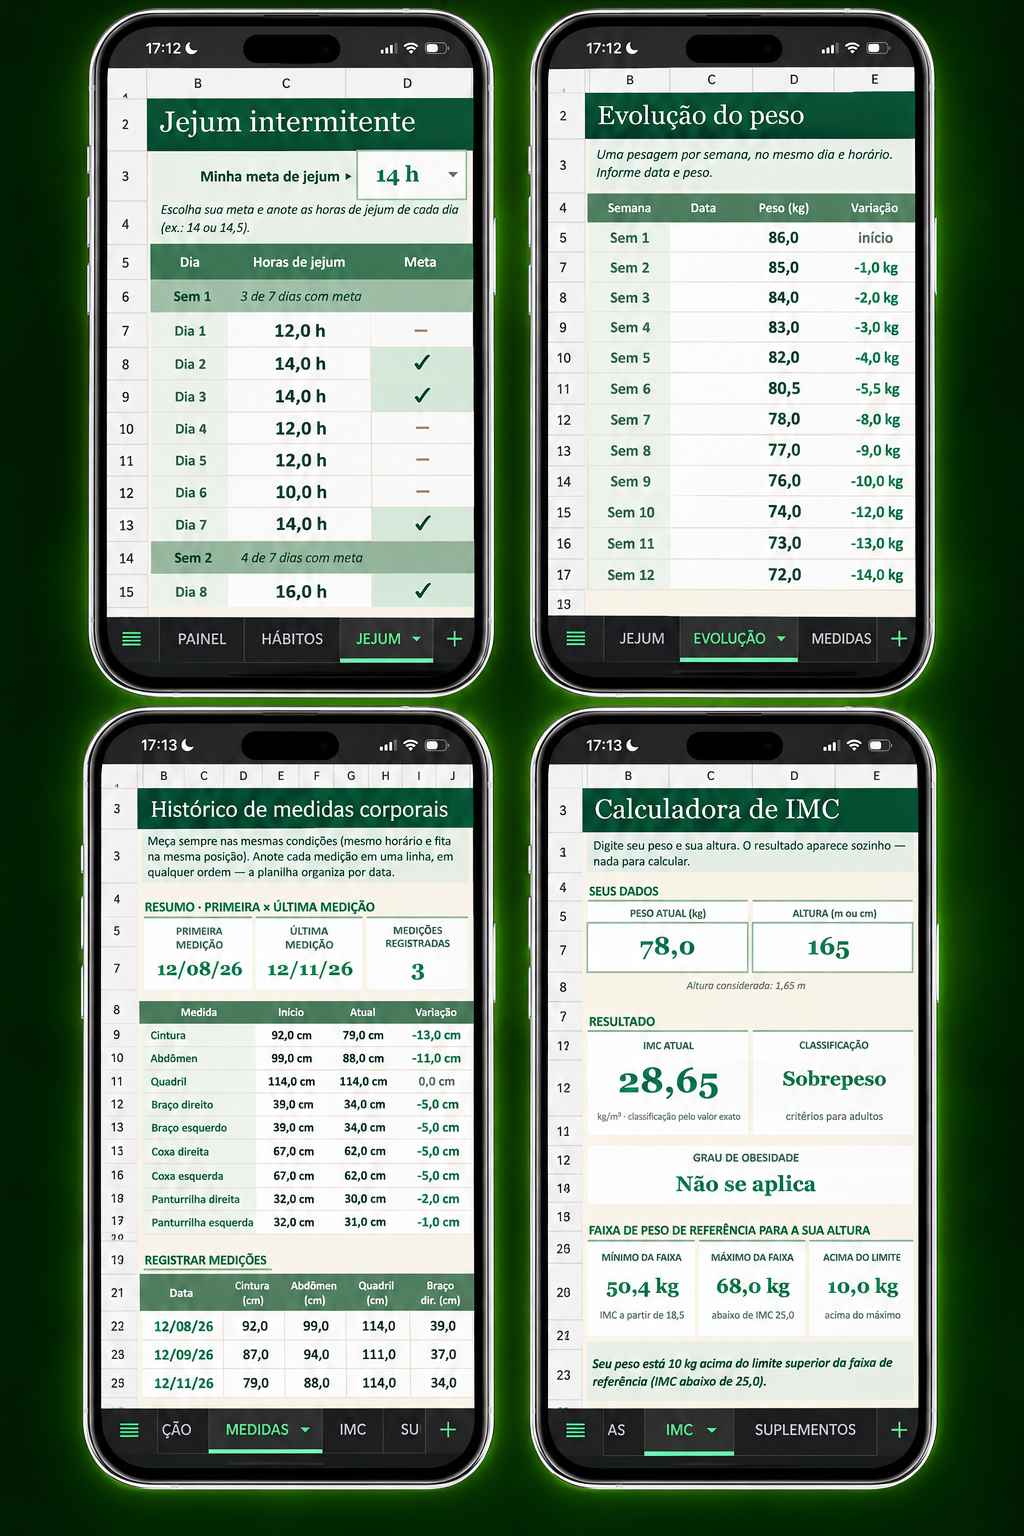 17:12
B C D
2 Jejum intermitente
3 Minha meta de jejum ▸ 14 h
4 Escolha sua meta e anote as horas de jejum de cada dia
(ex.: 14 ou 14,5).
5 Dia Horas de jejum Meta
6 Sem 1 3 de 7 dias com meta
7 Dia 1 12,0 h –
8 Dia 2 14,0 h ✓
9 Dia 3 14,0 h ✓
10 Dia 4 12,0 h –
11 Dia 5 12,0 h –
12 Dia 6 10,0 h –
13 Dia 7 14,0 h ✓
14 Sem 2 4 de 7 dias com meta
15 Dia 8 16,0 h ✓
PAINEL HÁBITOS JEJUM +
17:12
B C D E
2 Evolução do peso
3 Uma pesagem por semana, no mesmo dia e horário.
Informe data e peso.
4 Semana Data Peso (kg) Variação
5 Sem 1 86,0 início
7 Sem 2 85,0 -1,0 kg
8 Sem 3 84,0 -2,0 kg
9 Sem 4 83,0 -3,0 kg
10 Sem 5 82,0 -4,0 kg
11 Sem 6 80,5 -5,5 kg
12 Sem 7 78,0 -8,0 kg
13 Sem 8 77,0 -9,0 kg
14 Sem 9 76,0 -10,0 kg
15 Sem 10 74,0 -12,0 kg
16 Sem 11 73,0 -13,0 kg
17 Sem 12 72,0 -14,0 kg
13
JEJUM EVOLUÇÃO MEDIDAS +
17:13
B C D E F G H I J
3 Histórico de medidas corporais
3 Meça sempre nas mesmas condições (mesmo horário e fita
na mesma posição). Anote cada medição em uma linha, em
qualquer ordem — a planilha organiza por data.
4 RESUMO · PRIMEIRA × ÚLTIMA MEDIÇÃO
5 PRIMEIRA MEDIÇÃO ÚLTIMA MEDIÇÃO MEDIÇÕES REGISTRADAS
7 12/08/26 12/11/26 3
8 Medida Início Atual Variação
9 Cintura 92,0 cm 79,0 cm -13,0 cm
10 Abdômen 99,0 cm 88,0 cm -11,0 cm
11 Quadril 114,0 cm 114,0 cm 0,0 cm
12 Braço direito 39,0 cm 34,0 cm -5,0 cm
13 Braço esquerdo 39,0 cm 34,0 cm -5,0 cm
13 Coxa direita 67,0 cm 62,0 cm -5,0 cm
16 Coxa esquerda 67,0 cm 62,0 cm -5,0 cm
Panturrilha direita 32,0 cm 30,0 cm -2,0 cm
Panturrilha esquerda 32,0 cm 31,0 cm -1,0 cm
19 REGISTRAR MEDIÇÕES
21 Data Cintura (cm) Abdômen (cm) Quadril (cm) Braço dir. (cm)
22 12/08/26 92,0 99,0 114,0 39,0
12/09/26 87,0 94,0 111,0 37,0
12/11/26 79,0 88,0 114,0 34,0
ÇÃO MEDIDAS IMC SU +
17:13
B C D E
3 Calculadora de IMC
Digite seu peso e sua altura. O resultado aparece sozinho —
nada para calcular.
4 SEUS DADOS
5 PESO ATUAL (kg) ALTURA (m ou cm)
7 78,0 165
8 Altura considerada: 1,65 m
7 RESULTADO
IMC ATUAL CLASSIFICAÇÃO
12 28,65 Sobrepeso
11 kg/m² · classificação pelo valor exato critérios para adultos
12 GRAU DE OBESIDADE
Não se aplica
FAIXA DE PESO DE REFERÊNCIA PARA A SUA ALTURA
MÍNIMO DA FAIXA MÁXIMO DA FAIXA ACIMA DO LIMITE
20 50,4 kg 68,0 kg 10,0 kg
IMC a partir de 18,5 abaixo de IMC 25,0 acima do máximo
23 Seu peso está 10 kg acima do limite superior da faixa de
referência (IMC abaixo de 25,0).
AS IMC SUPLEMENTOS +